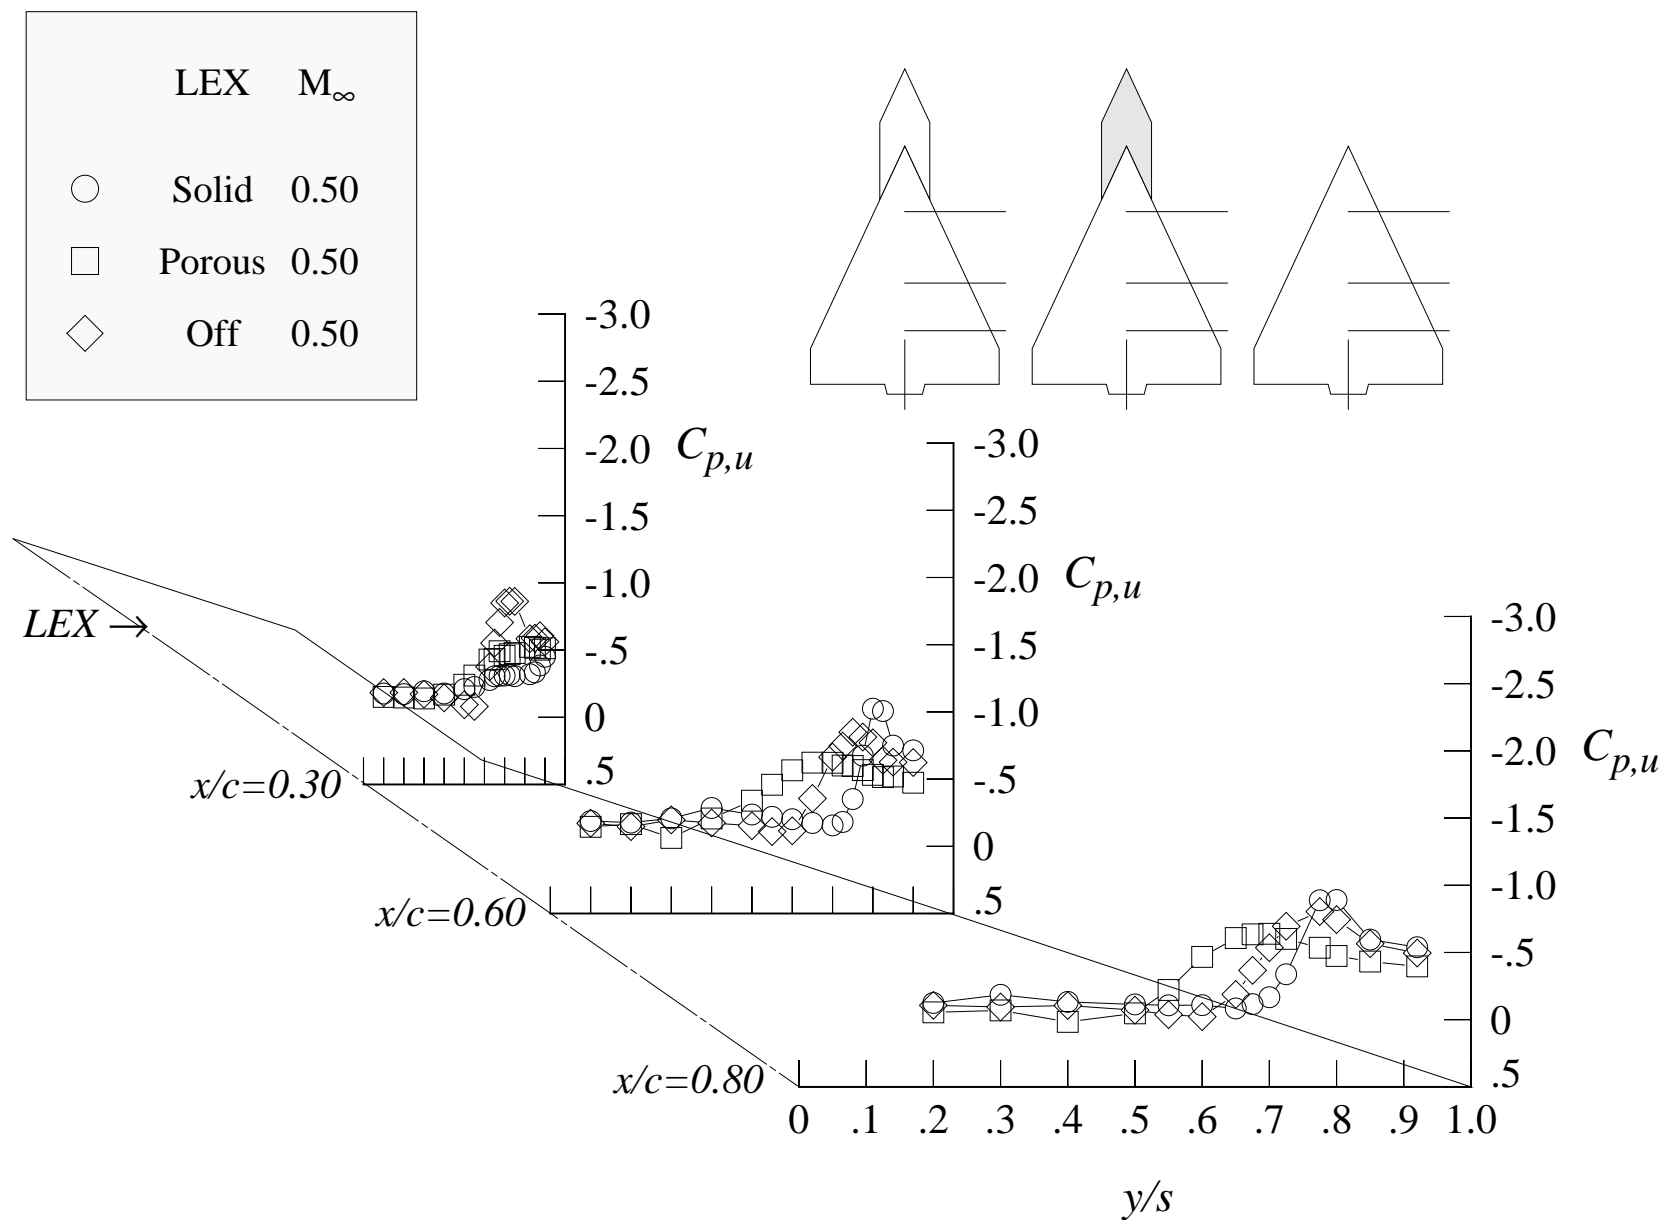 LEX M∞
Solid 0.50
Porous 0.50
Off 0.50
-3.0
-2.5
-2.0
-1.5
-1.0
-.5
0
.5
Cp,u
-3.0
-2.5
-2.0
-1.5
-1.0
-.5
0
.5
Cp,u
-3.0
-2.5
-2.0
-1.5
-1.0
-.5
0
.5
Cp,u
LEX →
x/c=0.30
x/c=0.60
x/c=0.80
0 .1 .2 .3 .4 .5 .6 .7 .8 .9 1.0
y/s